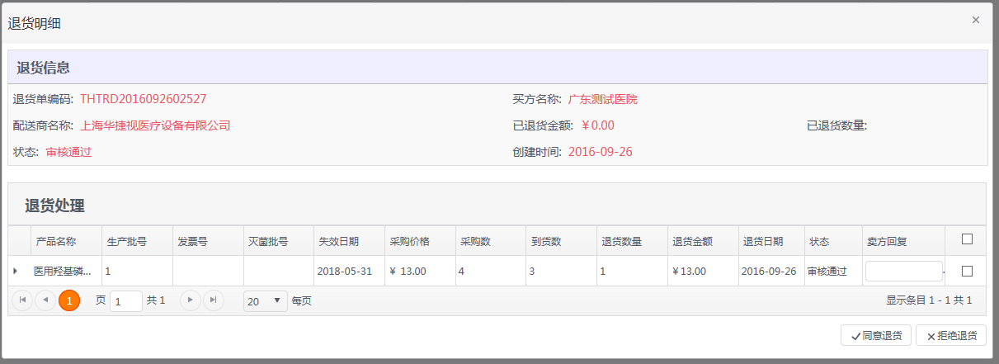 退货明细
×
退货信息
退货单编码: THTRD2016092602527 买方名称: 广东测试医院
配送商名称: 上海华捷视医疗设备有限公司 已退货金额: ￥0.00 已退货数量:
状态: 审核通过 创建时间: 2016-09-26
退货处理
产品名称 生产批号 发票号 灭菌批号 失效日期 采购价格 采购数 到货数 退货数量 退货金额 退货日期 状态 卖方回复
医用羟基磷... 1 2018-05-31 ￥ 13.00 4 3 1 ￥13.00 2016-09-26 审核通过
1 页 1 共 1 20 每页 显示条目 1 - 1 共 1
同意退货 拒绝退货